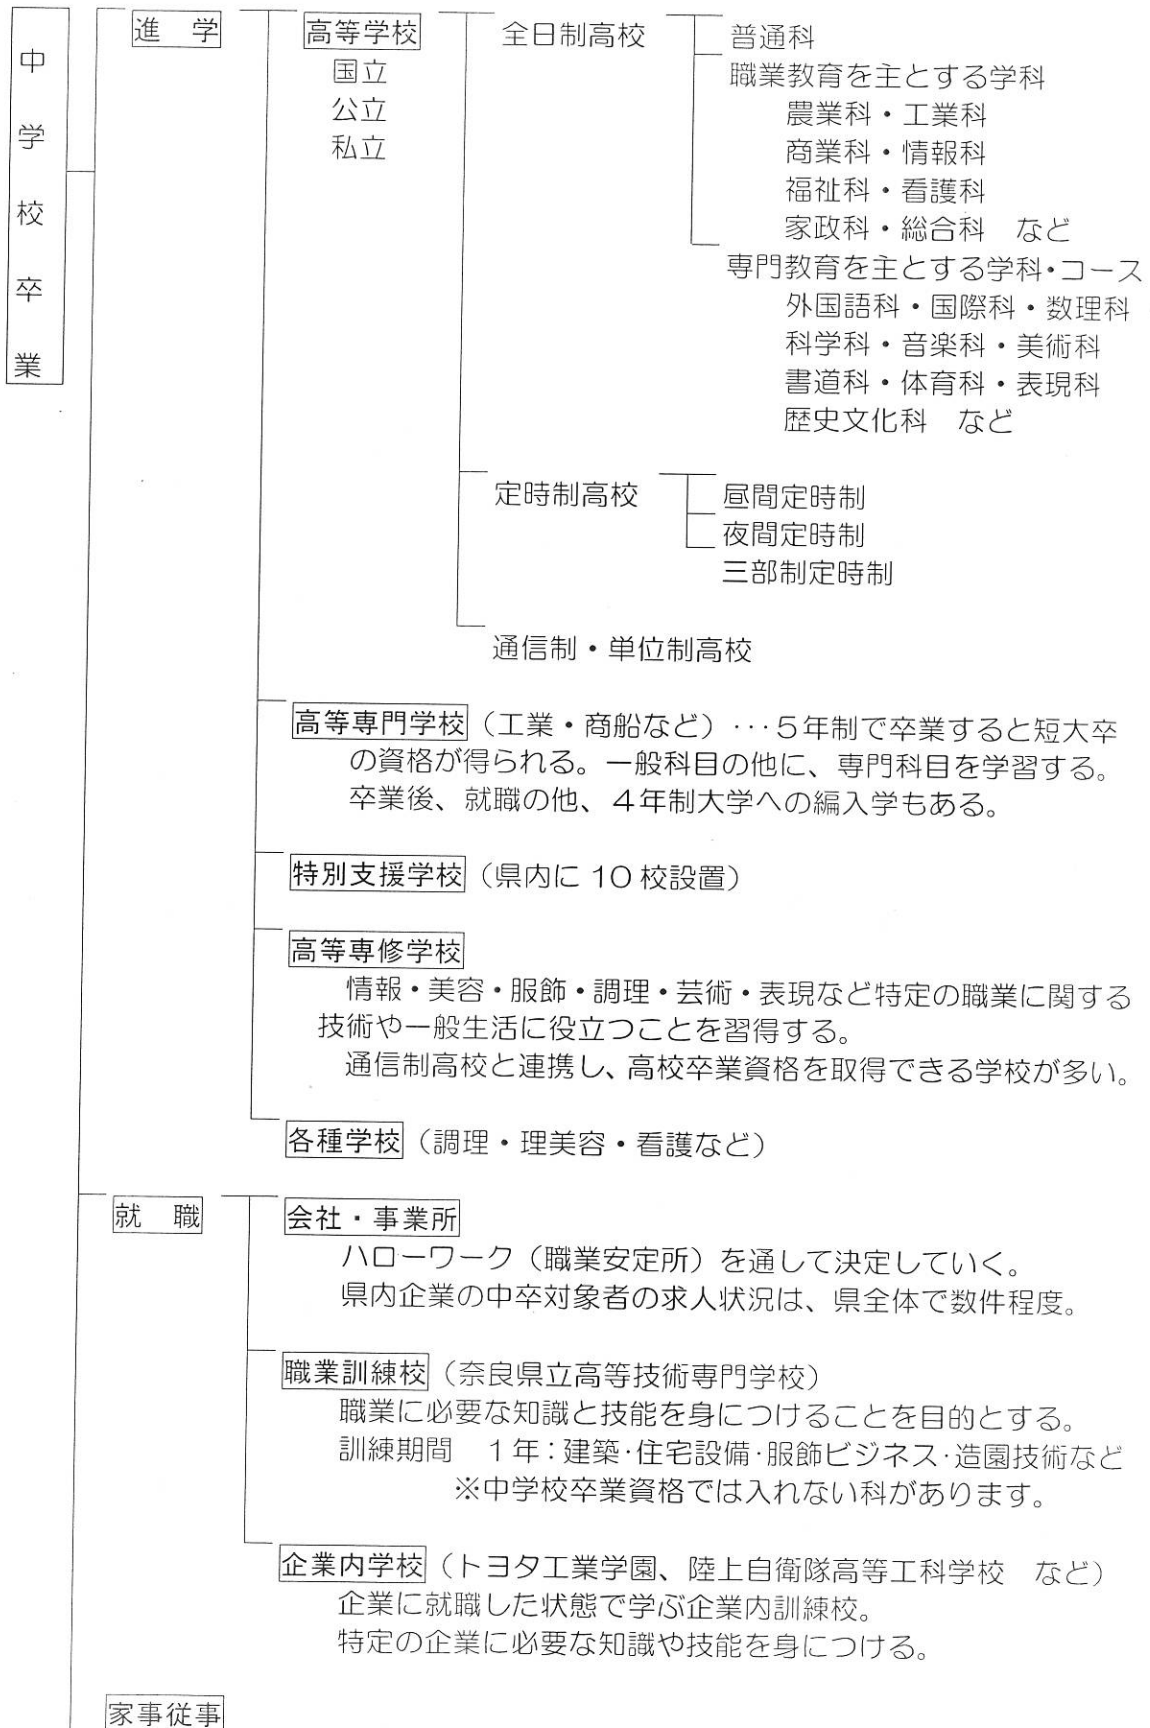 中学校卒業
進　学
高等学校
国立
公立
私立
全日制高校
普通科
職業教育を主とする学科
農業科・工業科
商業科・情報科
福祉科・看護科
家政科・総合科　など
専門教育を主とする学科・コース
外国語科・国際科・数理科
科学科・音楽科・美術科
書道科・体育科・表現科
歴史文化科　など
定時制高校
昼間定時制
夜間定時制
三部制定時制
通信制・単位制高校
高等専門学校（工業・商船など）…５年制で卒業すると短大卒
の資格が得られる。一般科目の他に、専門科目を学習する。
卒業後、就職の他、４年制大学への編入学もある。
特別支援学校（県内に 10 校設置）
高等専修学校
情報・美容・服飾・調理・芸術・表現など特定の職業に関する
技術や一般生活に役立つことを習得する。
通信制高校と連携し、高校卒業資格を取得できる学校が多い。
各種学校（調理・理美容・看護など）
就　職
会社・事業所
ハローワーク（職業安定所）を通して決定していく。
県内企業の中卒対象者の求人状況は、県全体で数件程度。
職業訓練校（奈良県立高等技術専門学校）
職業に必要な知識と技能を身につけることを目的とする。
訓練期間　１年：建築・住宅設備・服飾ビジネス・造園技術など
※中学校卒業資格では入れない科があります。
企業内学校（トヨタ工業学園、陸上自衛隊高等工科学校　など）
企業に就職した状態で学ぶ企業内訓練校。
特定の企業に必要な知識や技能を身につける。
家事従事